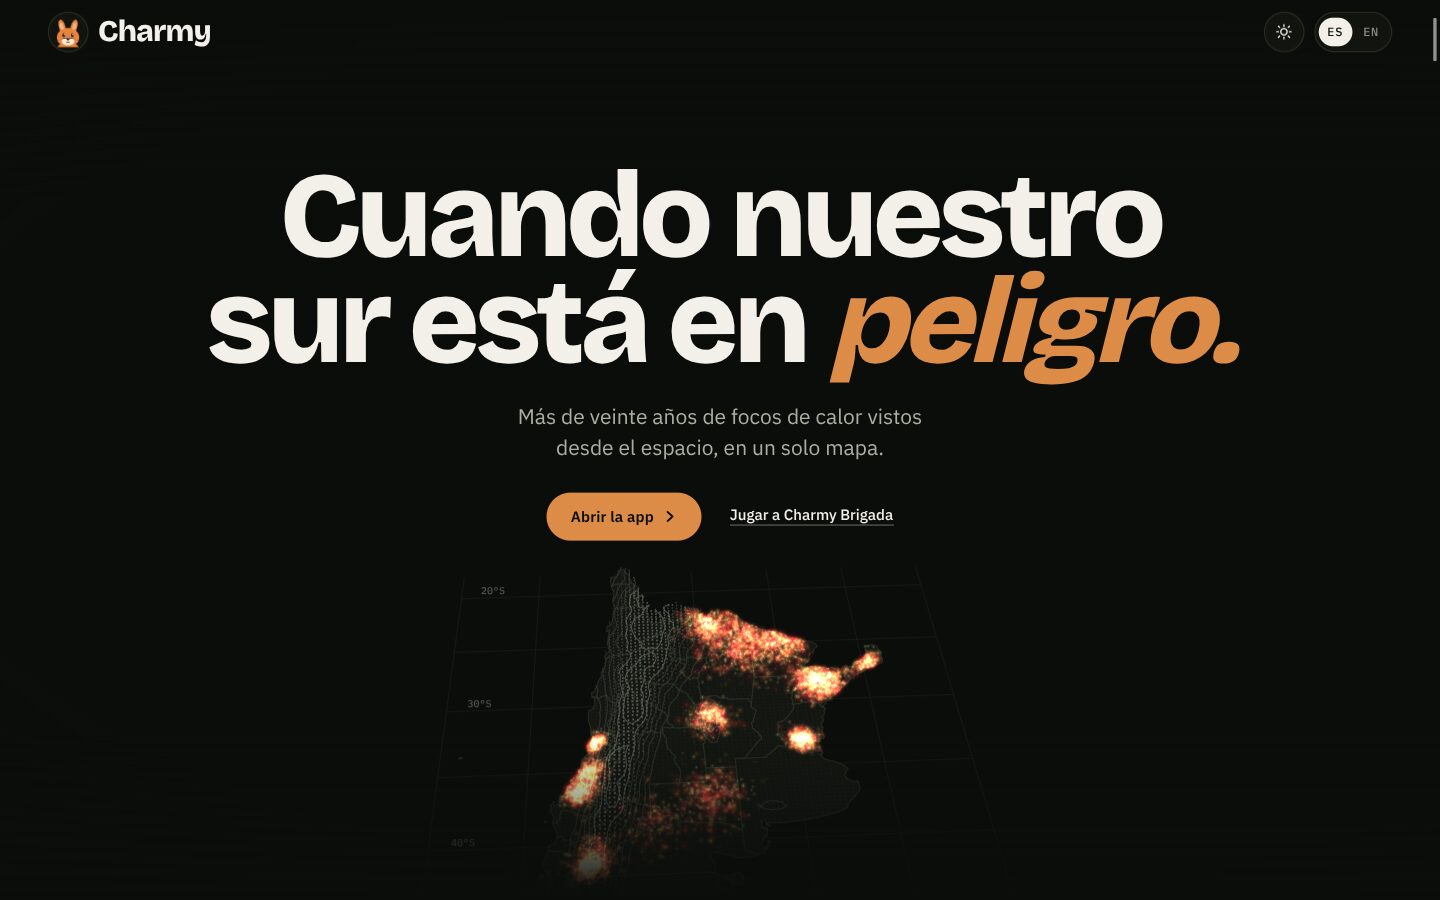 Charmy
ES EN
Cuando nuestro
sur está en peligro.
Más de veinte años de focos de calor vistos
desde el espacio, en un solo mapa.
Abrir la app
Jugar a Charmy Brigada
20°S
30°S
40°S